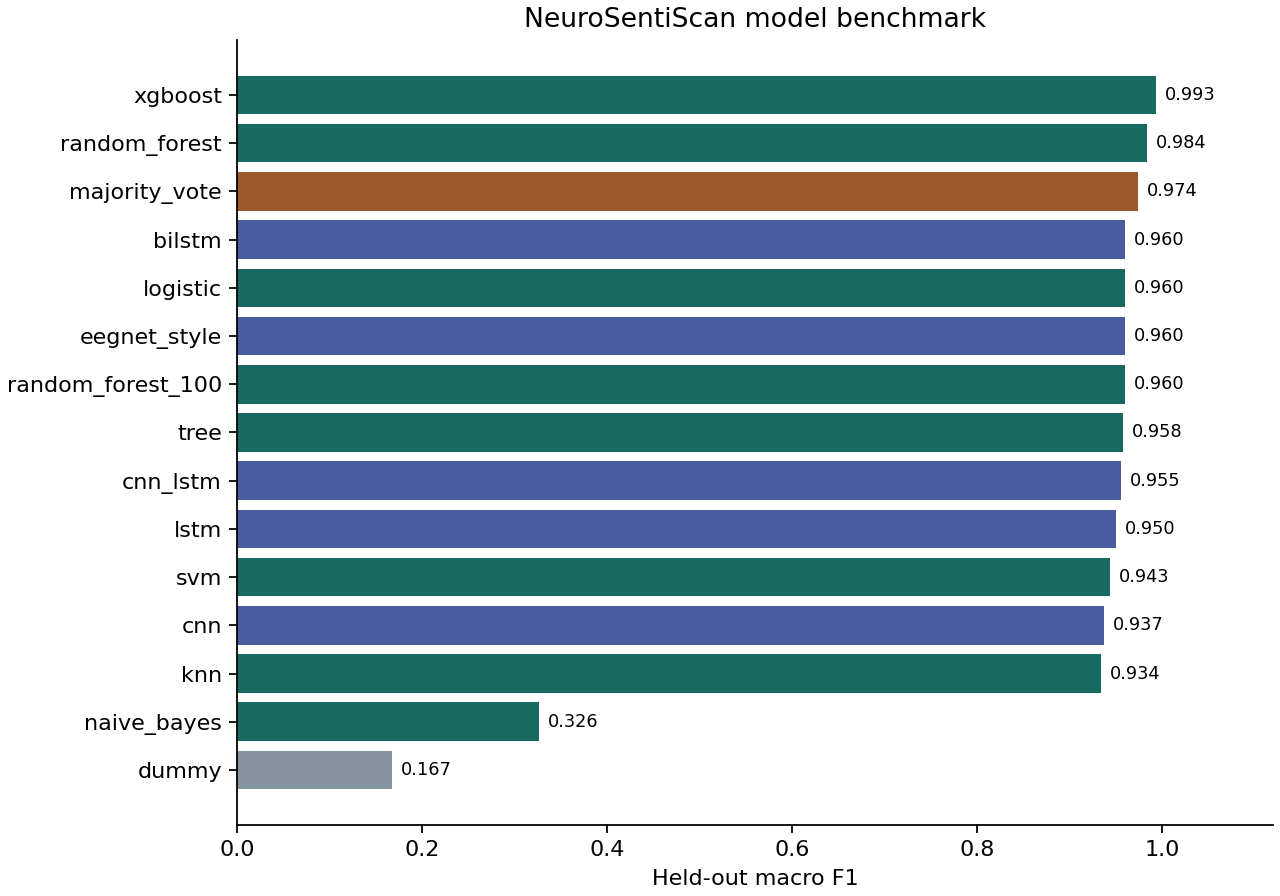 NeuroSentiScan model benchmark
xgboost 0.993
random_forest 0.984
majority_vote 0.974
bilstm 0.960
logistic 0.960
eegnet_style 0.960
random_forest_100 0.960
tree 0.958
cnn_lstm 0.955
lstm 0.950
svm 0.943
cnn 0.937
knn 0.934
naive_bayes 0.326
dummy 0.167
0.0 0.2 0.4 0.6 0.8 1.0
Held-out macro F1